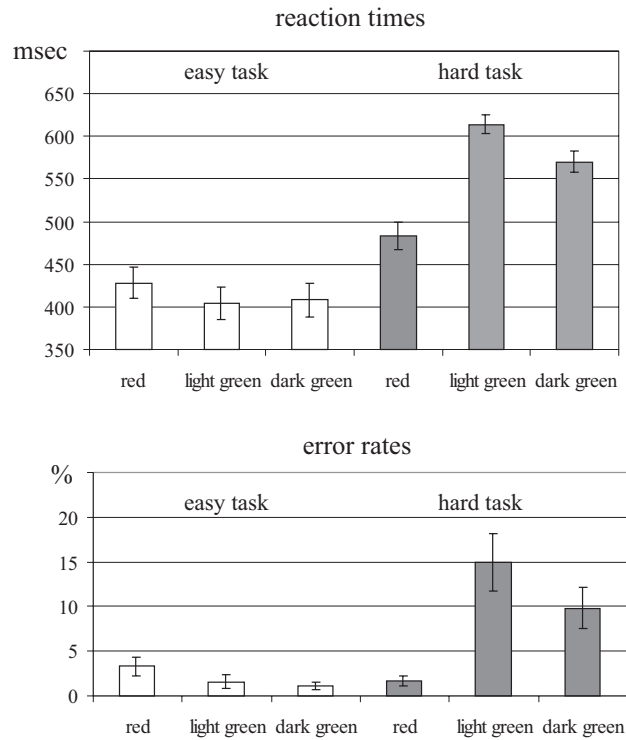 reaction times
msec
easy task hard task
650
600
550
500
450
400
350
red light green dark green red light green dark green
error rates
%
easy task hard task
20
15
10
5
0
red light green dark green red light green dark green